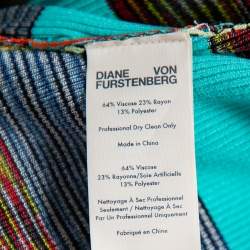 DIANE VON
FURSTENBERG
64% Viscose 23% Rayon
13% Polyester
Professional Dry Clean Only
Made in China
64% Viscose
23% Rayonne/Soie Artificielle
13% Polyester
Nettoyage À Sec Professionel
Seulement / Nettoyage À Sec
Par Un Professionnel Uniquement
Fabriqué en Chine